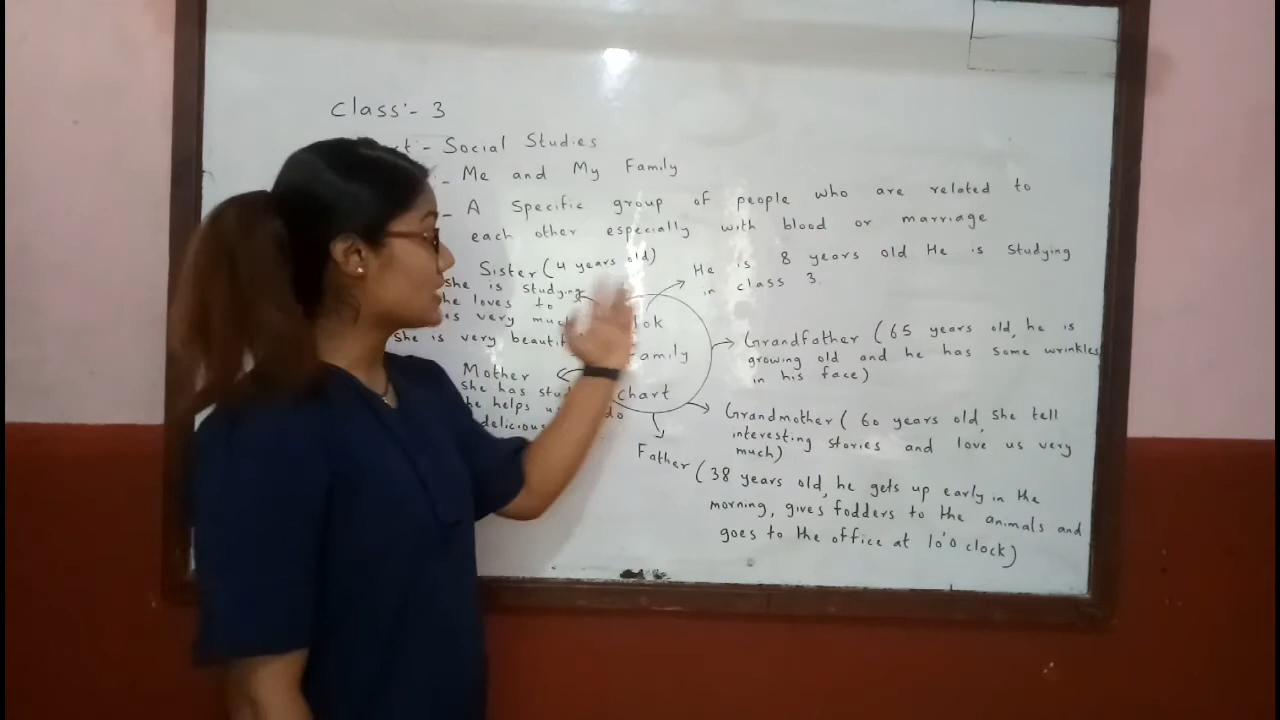 Class:- 3
- Social Studies
:- Me and My Family
- A Specific group of people who are related to
each other especially with blood or marriage
Sister (4 years old)
she is studying
he loves to
very much
She is very
Mother
She has
he helps
do
delicious
Family
chart
He is 8 years old He is Studying
in class 3.
Grandfather (65 years old, he is
growing old and he has some wrinkles
in his face)
Grandmother (60 years old, She tell
interesting stories and love us very
much)
Father (38 years old, he gets up early in the
morning, gives fodders to the animals and
goes to the office at 10'0 clock)